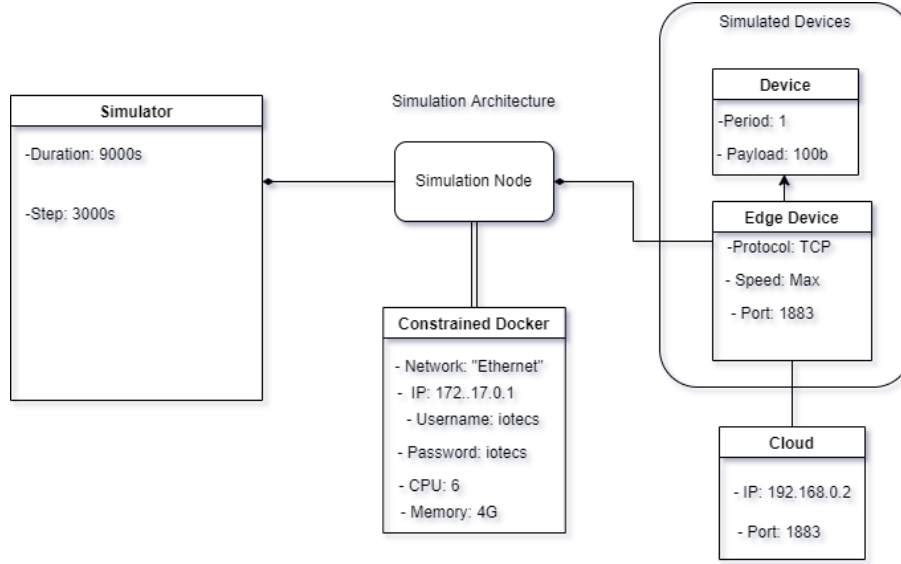 Simulated Devices
Device
-Period: 1
- Payload: 100b
Simulation Architecture
Simulator
-Duration: 9000s
-Step: 3000s
Simulation Node
Edge Device
-Protocol: TCP
- Speed: Max
- Port: 1883
Constrained Docker
- Network: "Ethernet"
- IP: 172..17.0.1
- Username: iotecs
- Password: iotecs
- CPU: 6
- Memory: 4G
Cloud
- IP: 192.168.0.2
- Port: 1883